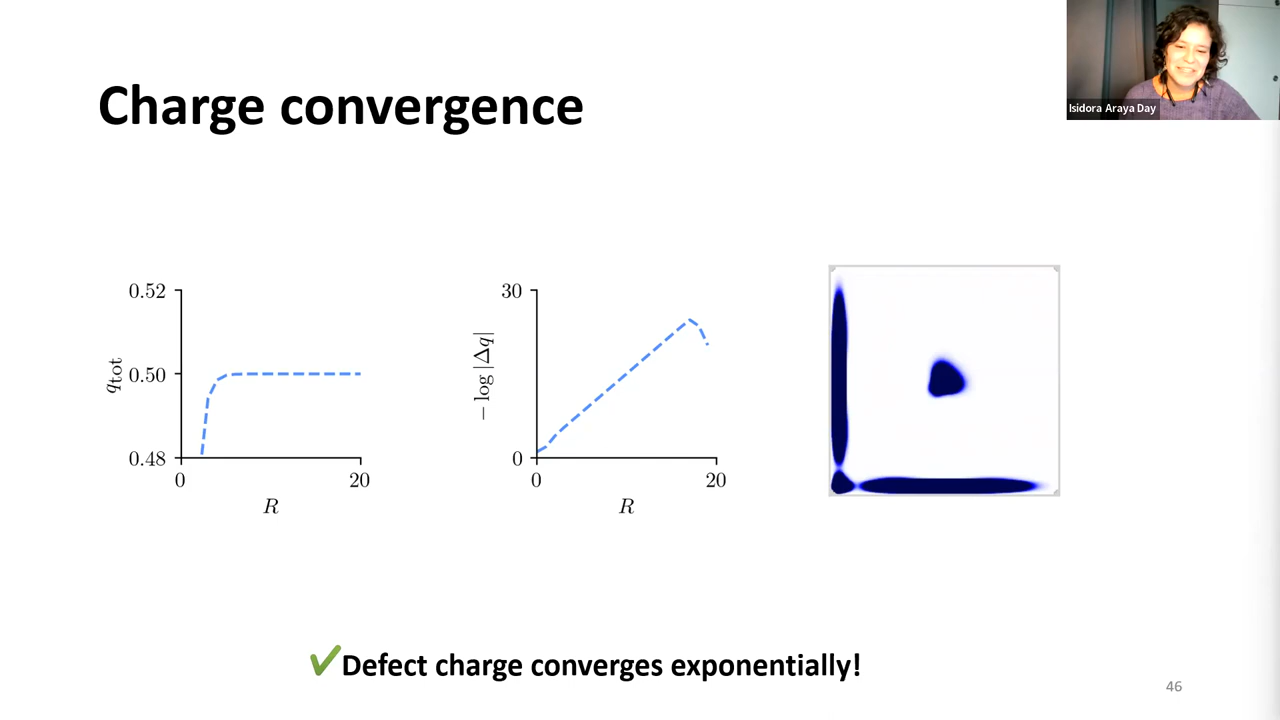 Isidora Araya Day
Charge convergence
0.52
0.50
0.48
q_tot
0
20
R
30
0
− log |Δq|
0
20
R
✔Defect charge converges exponentially!
46